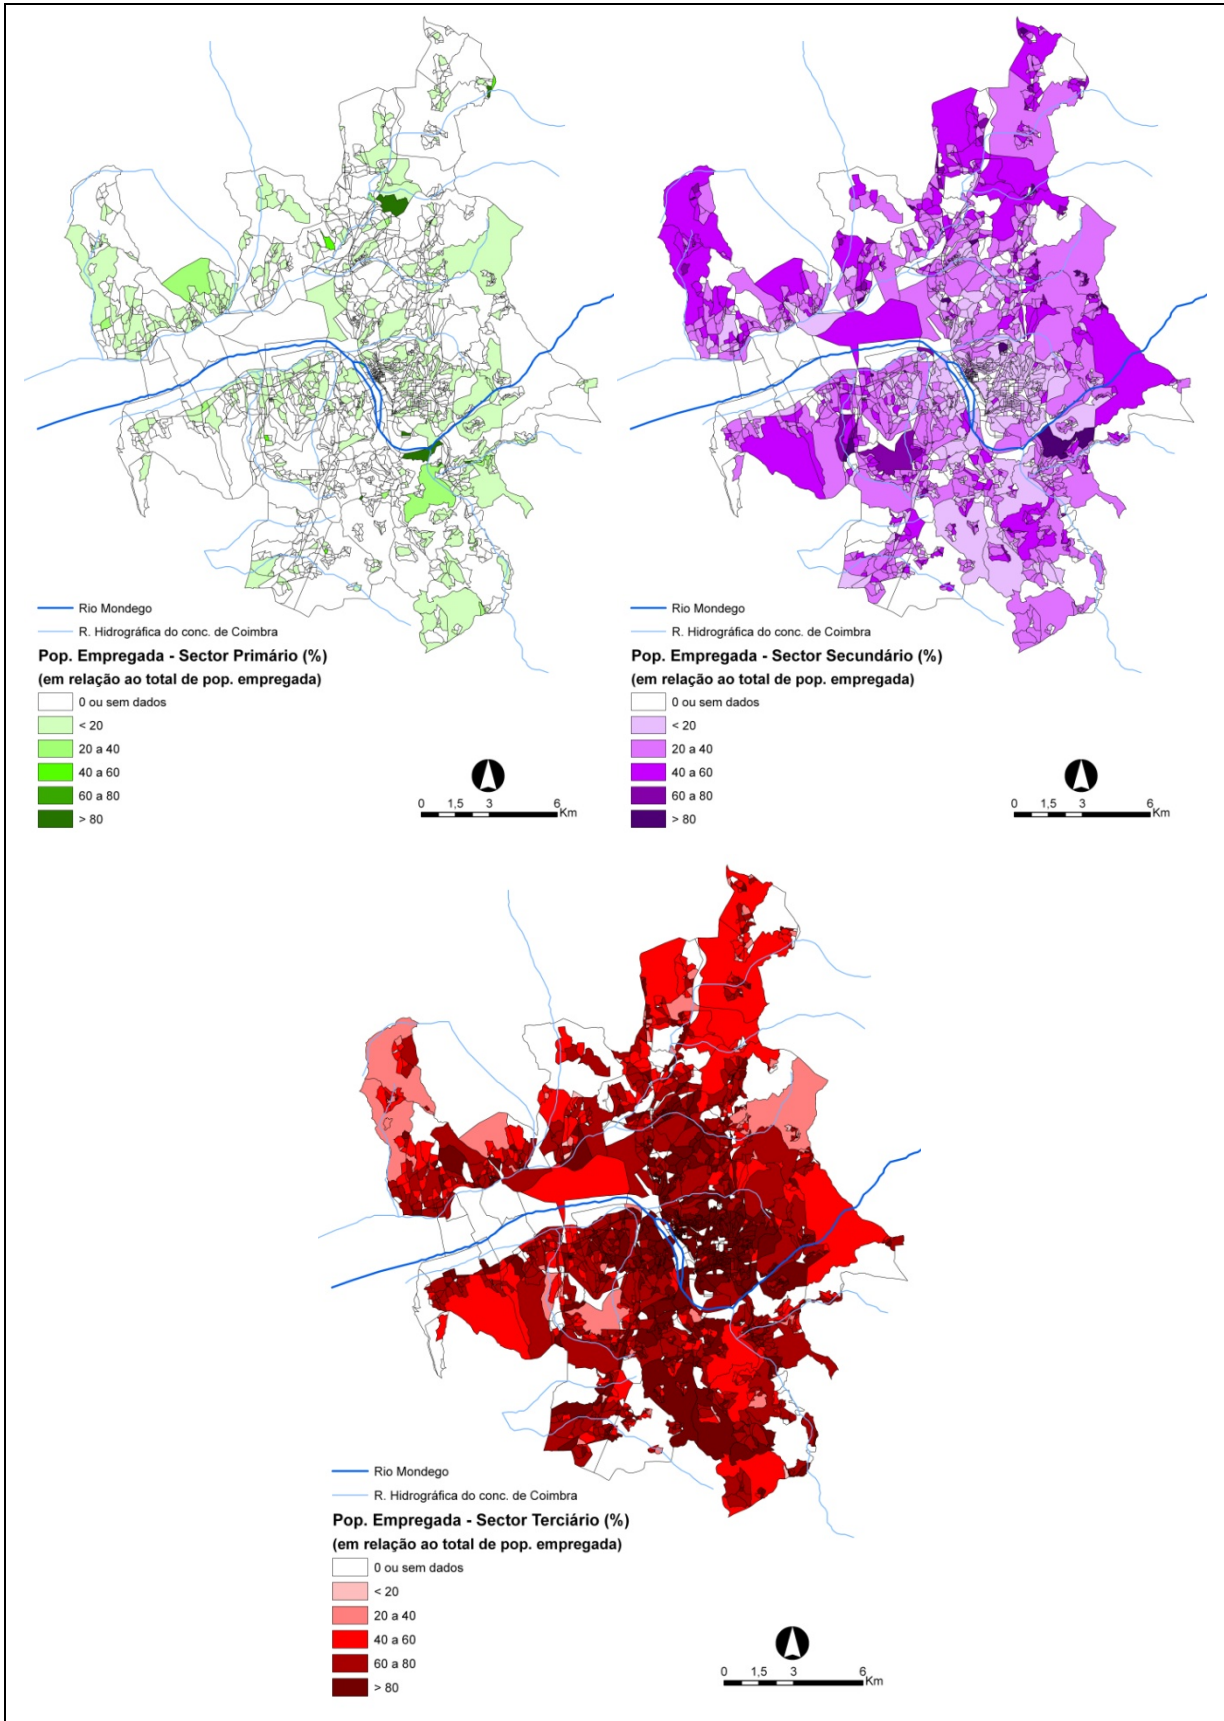 Rio Mondego
R. Hidrográfica do conc. de Coimbra
Pop. Empregada - Sector Primário (%)
(em relação ao total de pop. empregada)
0 ou sem dados
< 20
20 a 40
40 a 60
60 a 80
> 80
0 1,5 3 6
Km
Rio Mondego
R. Hidrográfica do conc. de Coimbra
Pop. Empregada - Sector Secundário (%)
(em relação ao total de pop. empregada)
0 ou sem dados
< 20
20 a 40
40 a 60
60 a 80
> 80
0 1,5 3 6
Km
Rio Mondego
R. Hidrográfica do conc. de Coimbra
Pop. Empregada - Sector Terciário (%)
(em relação ao total de pop. empregada)
0 ou sem dados
< 20
20 a 40
40 a 60
60 a 80
> 80
0 1,5 3 6
Km